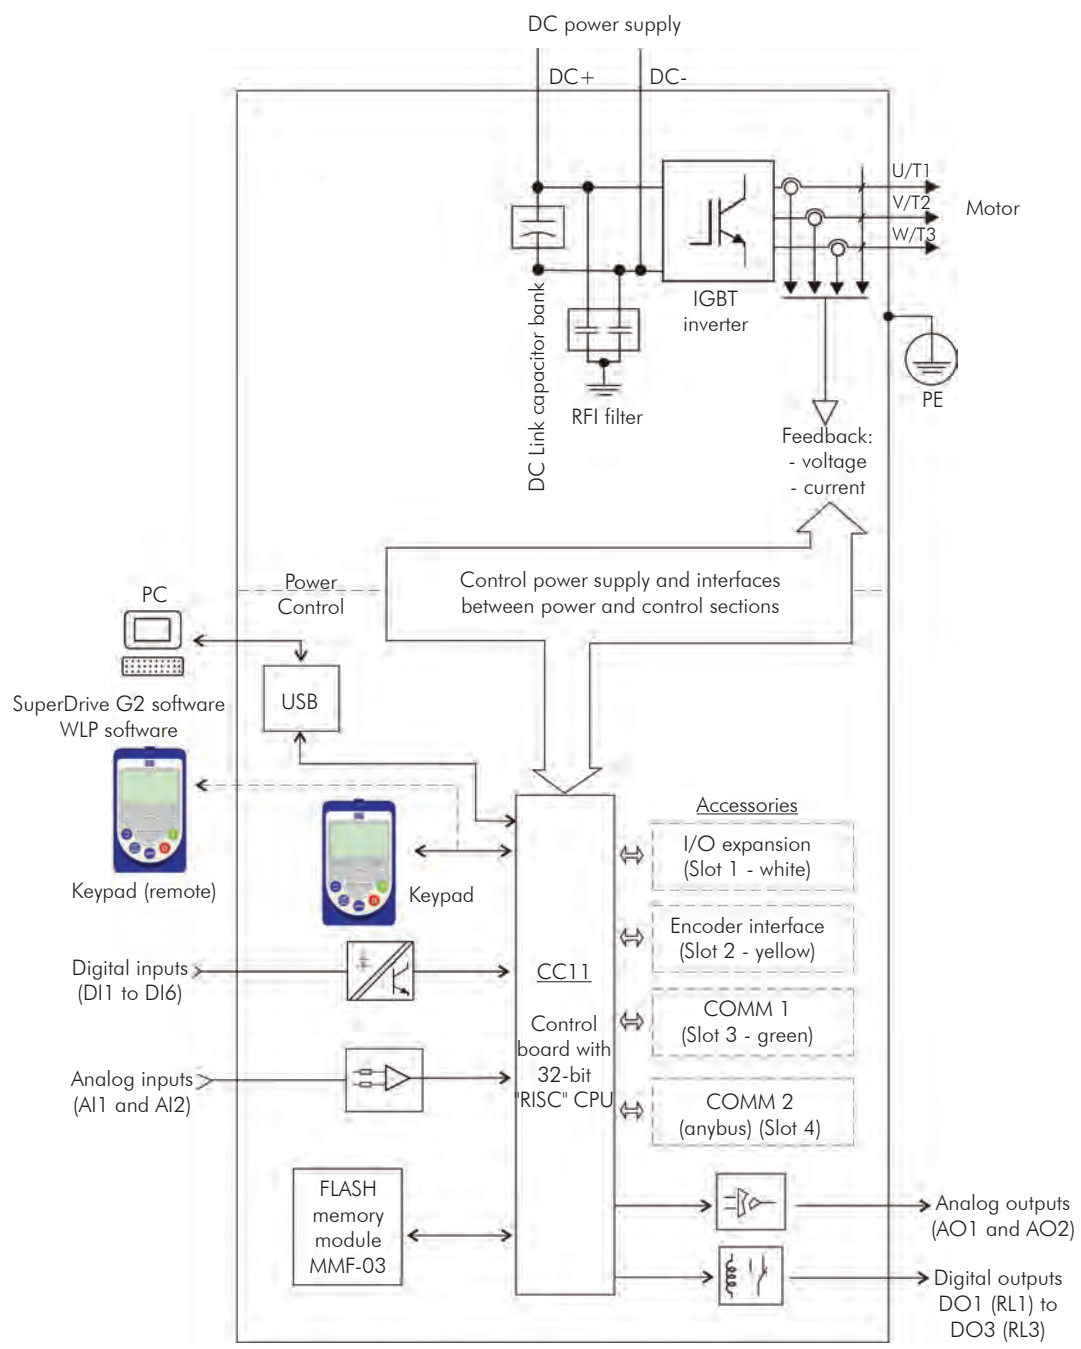 DC power supply
DC+
DC-
U/T1
V/T2
W/T3
Motor
IGBT
inverter
DC Link capacitor bank
RFI filter
PE
Feedback:
- voltage
- current
Power
Control
Control power supply and interfaces
between power and control sections
PC
SuperDrive G2 software
WLP software
USB
Keypad (remote)
Keypad
Accessories
I/O expansion
(Slot 1 - white)
Encoder interface
(Slot 2 - yellow)
COMM 1
(Slot 3 - green)
COMM 2
(anybus) (Slot 4)
Digital inputs
(DI1 to DI6)
CC11
Control
board with
32-bit
"RISC" CPU
Analog inputs
(AI1 and AI2)
FLASH
memory
module
MMF-03
Analog outputs
(AO1 and AO2)
Digital outputs
DO1 (RL1) to
DO3 (RL3)